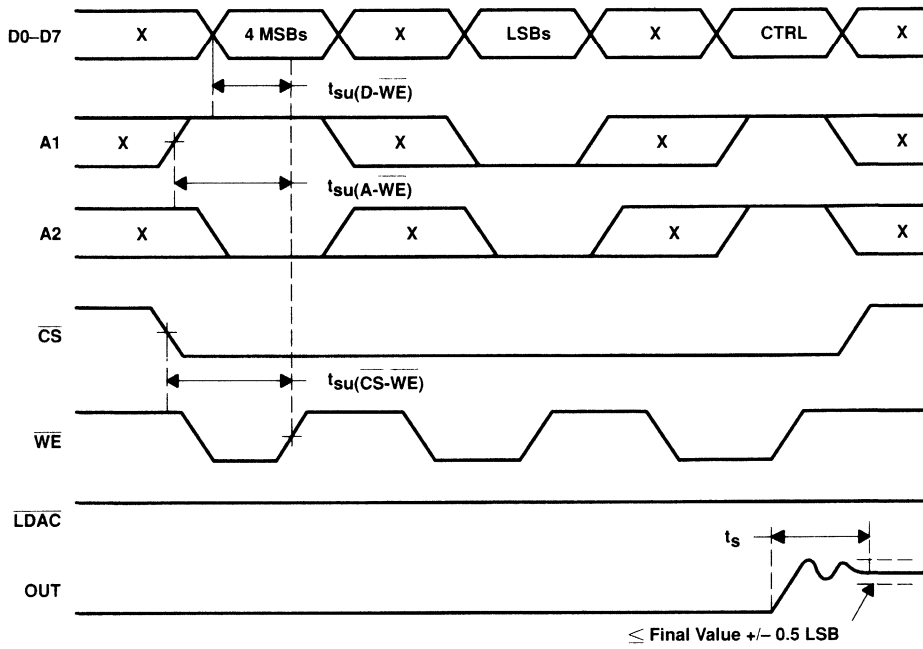 D0–D7 X 4 MSBs X LSBs X CTRL X
tsu(D-WE)
A1 X X X X
tsu(A-WE)
A2 X X X X
CS
tsu(CS-WE)
WE
LDAC
ts
OUT
≤ Final Value +/– 0.5 LSB